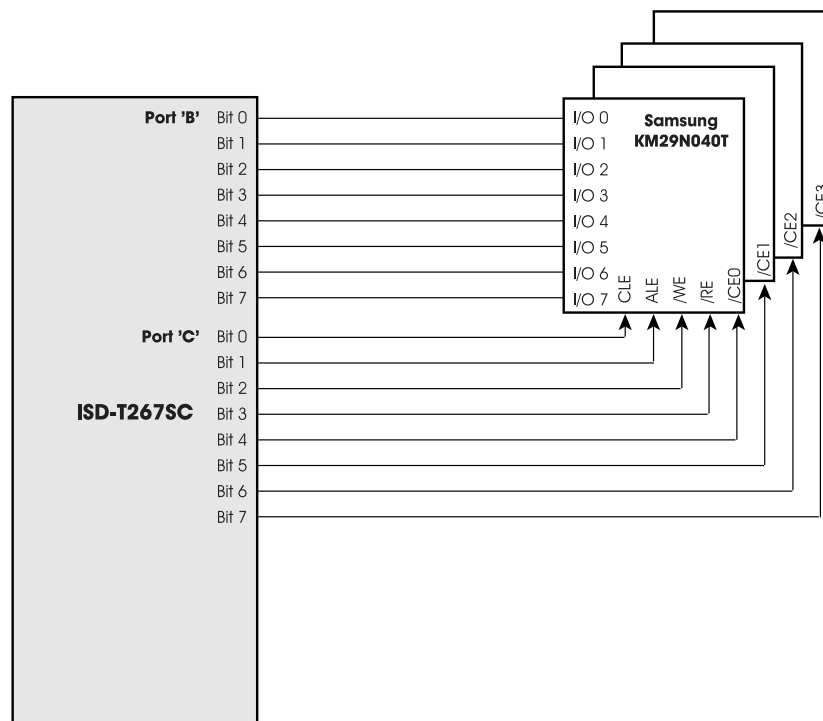 Port 'B' Bit 0
Bit 1
Bit 2
Bit 3
Bit 4
Bit 5
Bit 6
Bit 7
Port 'C' Bit 0
Bit 1
Bit 2
Bit 3
Bit 4
Bit 5
Bit 6
Bit 7
ISD-T267SC
I/O 0
I/O 1
I/O 2
I/O 3
I/O 4
I/O 5
I/O 6
I/O 7
Samsung
KM29N040T
CLE
ALE
/WE
/RE
/CE0
/CE1
/CE2
/CE3